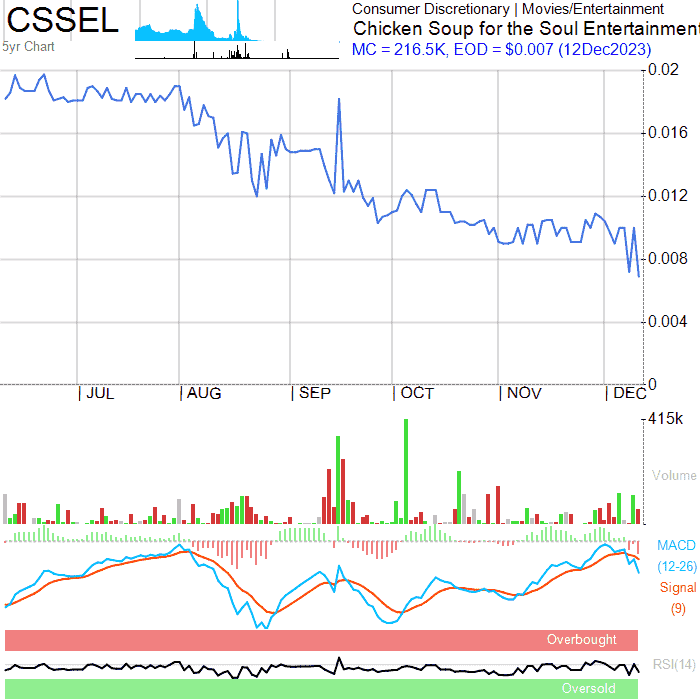 CSSEL
5yr Chart
Consumer Discretionary | Movies/Entertainment
Chicken Soup for the Soul Entertainment
MC = 216.5K, EOD = $0.007 (12Dec2023)
0.02
0.016
0.012
0.008
0.004
0
| JUL | AUG | SEP | OCT | NOV | DEC
415k
Volume
MACD
(12-26)
Signal
(9)
Overbought
RSI(14)
Oversold